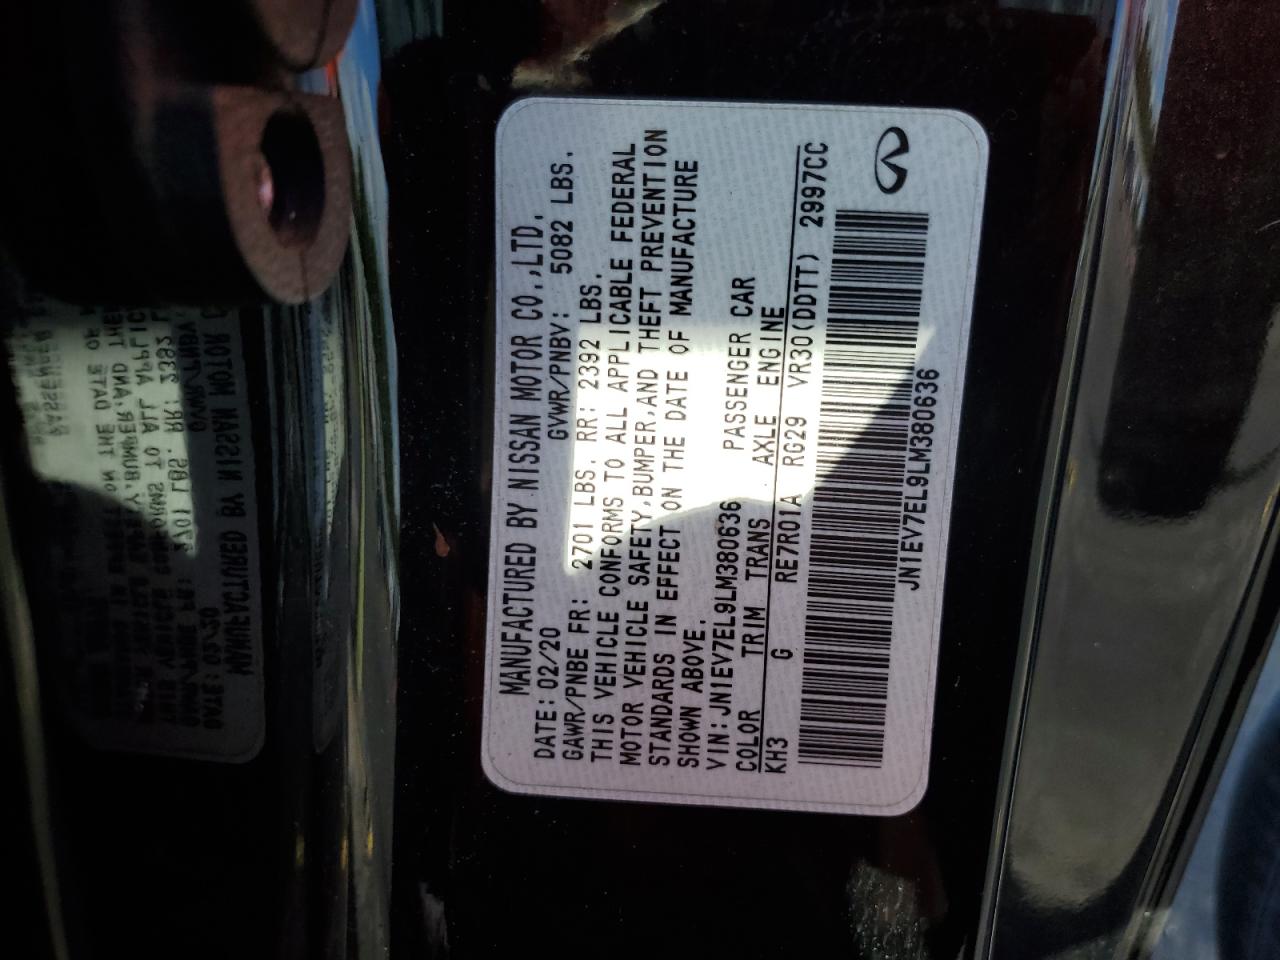 MANUFACTURED BY NISSAN MOTOR CO.,LTD.
DATE: 02/20 GVWR/PNBV: 5082 LBS.
GAWR/PNBE FR: 2701 LBS. RR: 2392 LBS.
THIS VEHICLE CONFORMS TO ALL APPLICABLE FEDERAL
MOTOR VEHICLE SAFETY,BUMPER,AND THEFT PREVENTION
STANDARDS IN EFFECT ON THE DATE OF MANUFACTURE
SHOWN ABOVE.
VIN: JN1EV7EL9LM380636 PASSENGER CAR
COLOR TRIM TRANS AXLE ENGINE
KH3 G RE7R01A RG29 VR30(DDTT) 2997CC
JN1EV7EL9LM380636